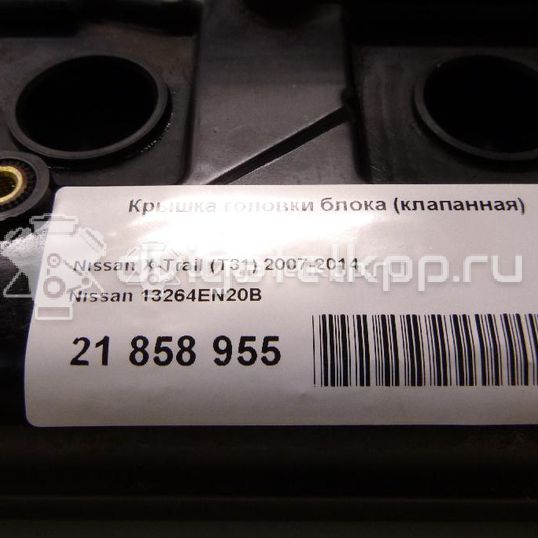 Крышка головки блока (клапанная)
Nissan X-Trail (T31) 2007-2014
Nissan 13264EN20B
21 858 955